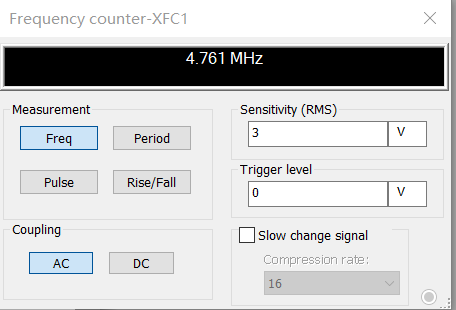 Frequency counter-XFC1
4.761 MHz
Measurement
Freq
Period
Pulse
Rise/Fall
Coupling
AC
DC
Sensitivity (RMS)
3
V
Trigger level
0
V
Slow change signal
Compression rate:
16